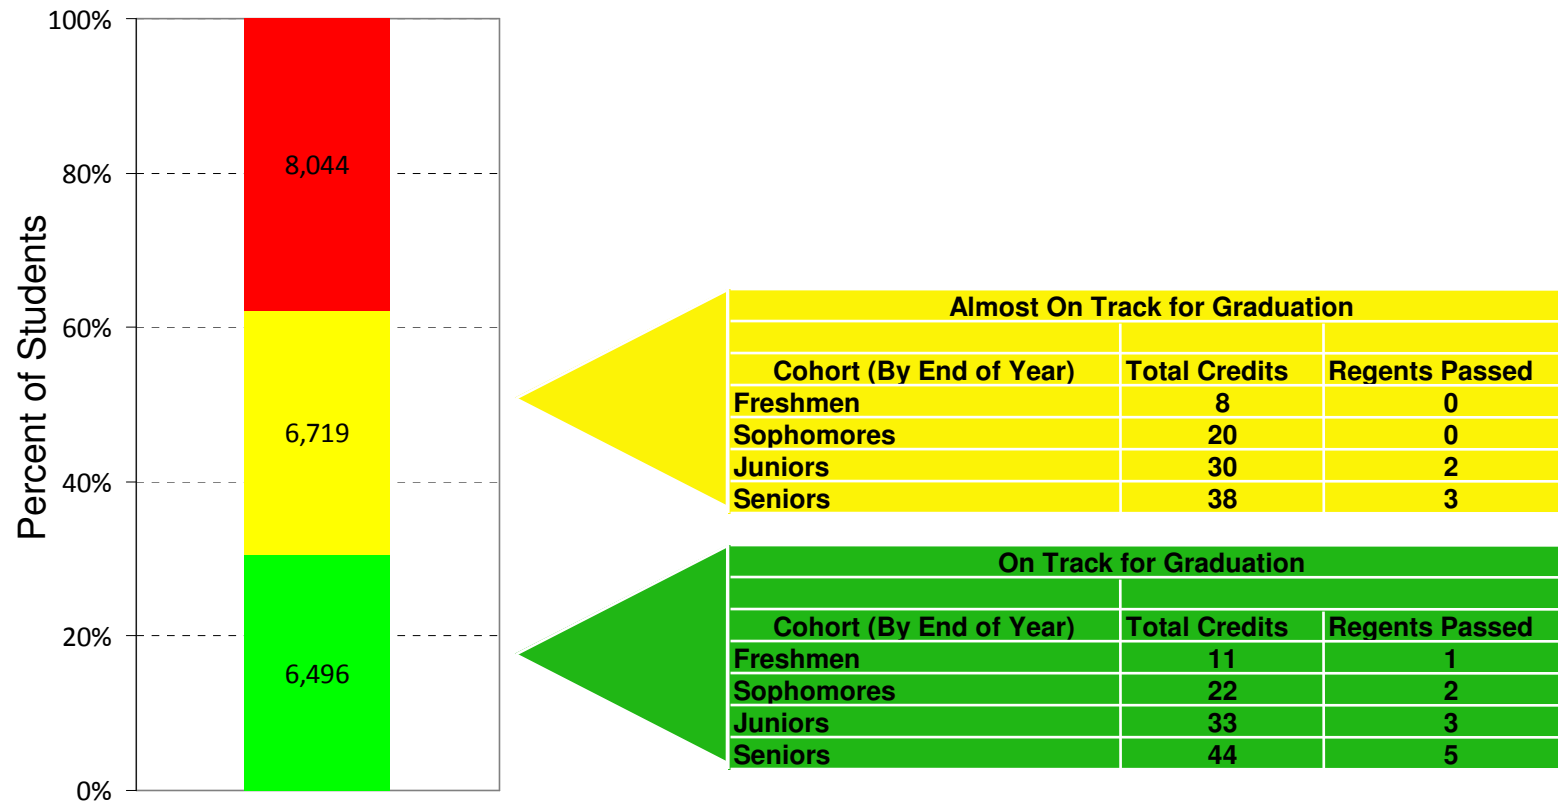 Percent of Students
100%
80%
60%
40%
20%
0%
8,044
6,719
6,496
Almost On Track for Graduation
Cohort (By End of Year) Total Credits Regents Passed
Freshmen 8 0
Sophomores 20 0
Juniors 30 2
Seniors 38 3
On Track for Graduation
Cohort (By End of Year) Total Credits Regents Passed
Freshmen 11 1
Sophomores 22 2
Juniors 33 3
Seniors 44 5